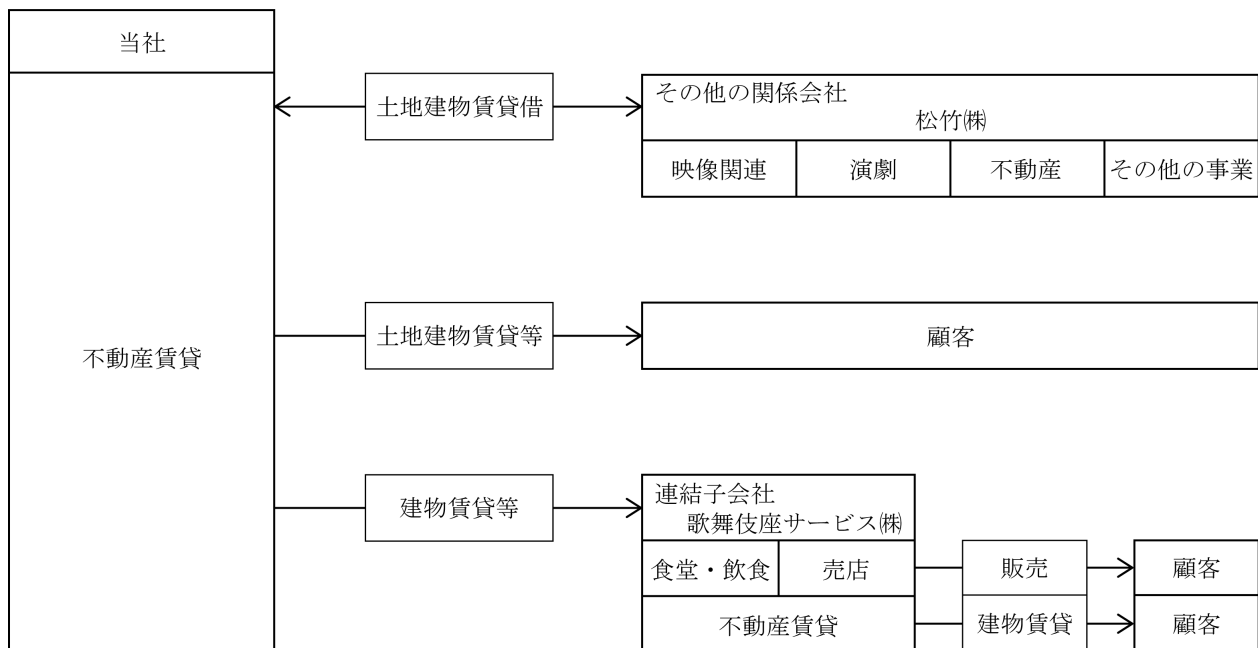 当社
不動産賃貸
土地建物賃貸借
その他の関係会社
松竹㈱
映像関連
演劇
不動産
その他の事業
土地建物賃貸等
顧客
建物賃貸等
連結子会社
歌舞伎座サービス㈱
食堂・飲食
売店
販売
顧客
不動産賃貸
建物賃貸
顧客